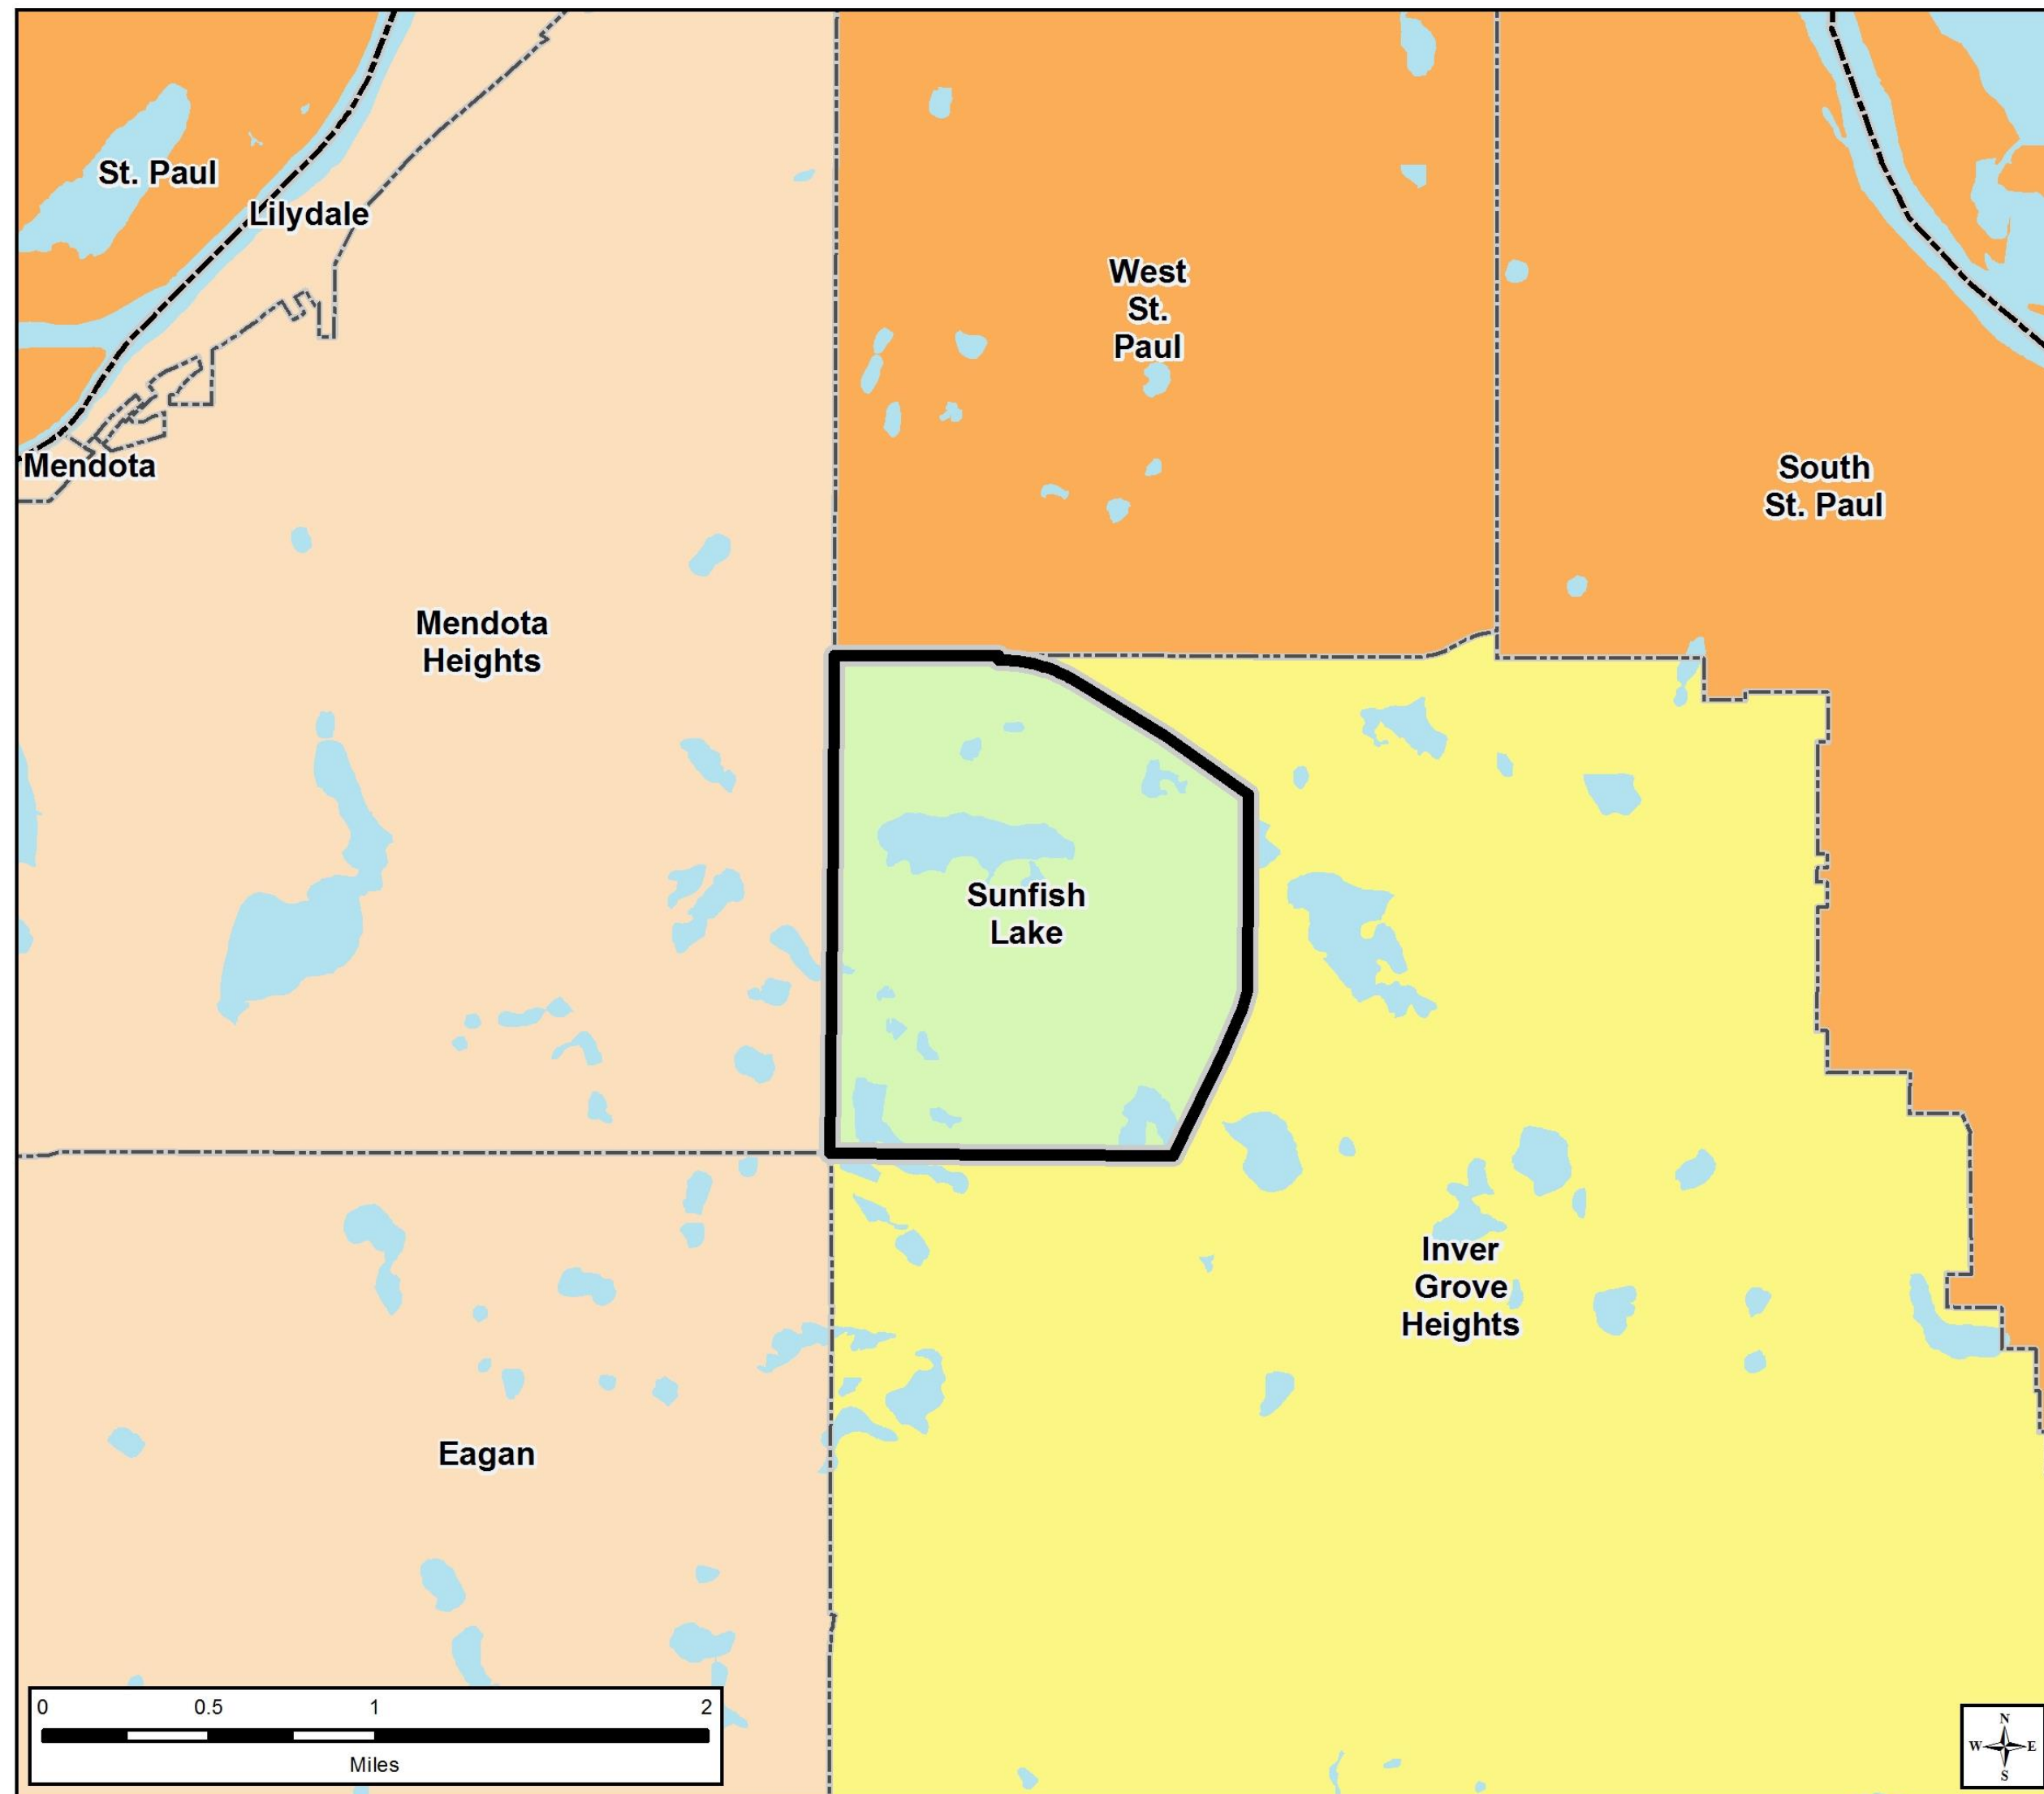 St. Paul
Lilydale
West
St.
Paul
Mendota
South
St. Paul
Mendota
Heights
Sunfish
Lake
Inver
Grove
Heights
Eagan
0 0.5 1 2
Miles
N
W E
S